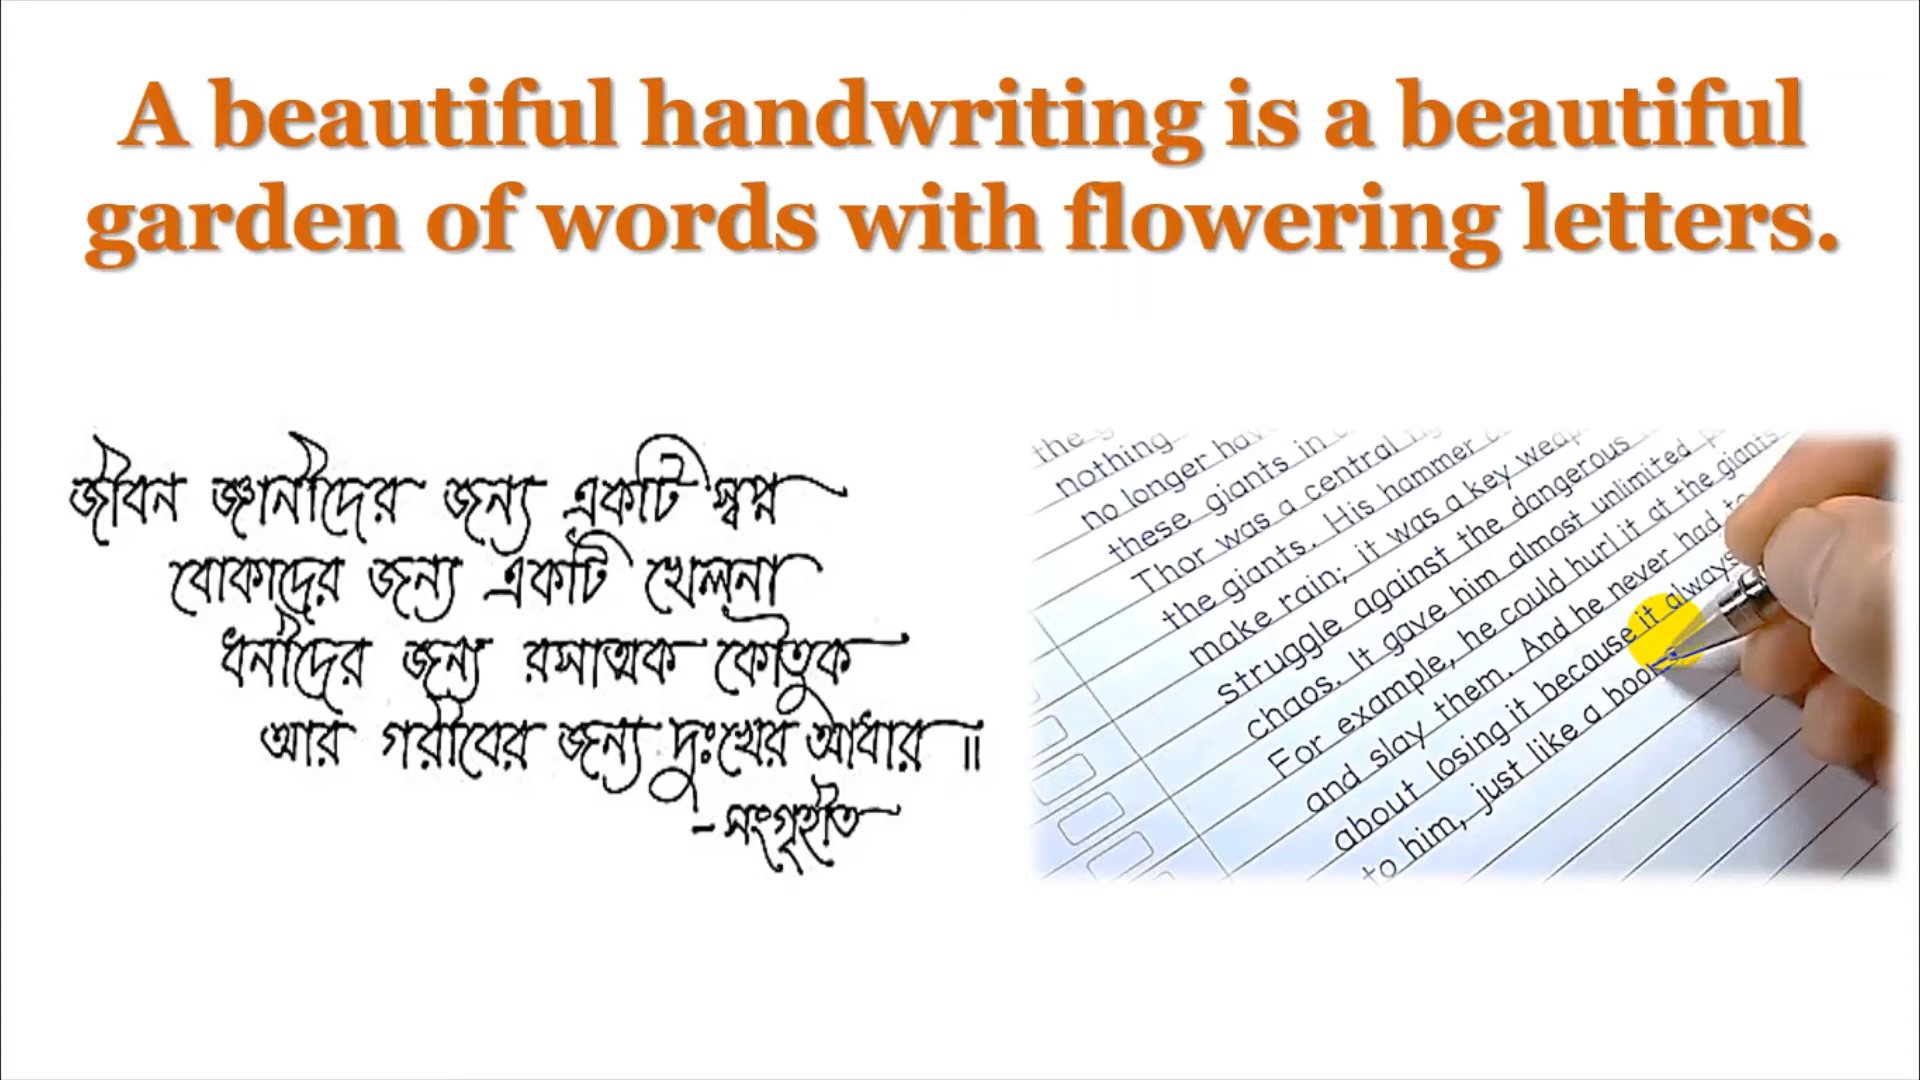 A beautiful handwriting is a beautiful
garden of words with flowering letters.
জীবন জ্ঞানীদের জন্য একটি স্বপ্ন
বোকাদের জন্য একটি খেলনা
ধনীদের জন্য রসাত্মক কৌতুক
আর গরীবের জন্য দুঃখের আধার ॥
- সংগৃহীত
the
nothing
no longer
these giants in
Thor was a central
the giants. His hammer
make rain; it was a key
struggle against the dangerous
chaos. It gave him almost unlimited
For example, he could hurl it at the giants
and slay them. And he never had to
about losing it because it always
to him, just like a